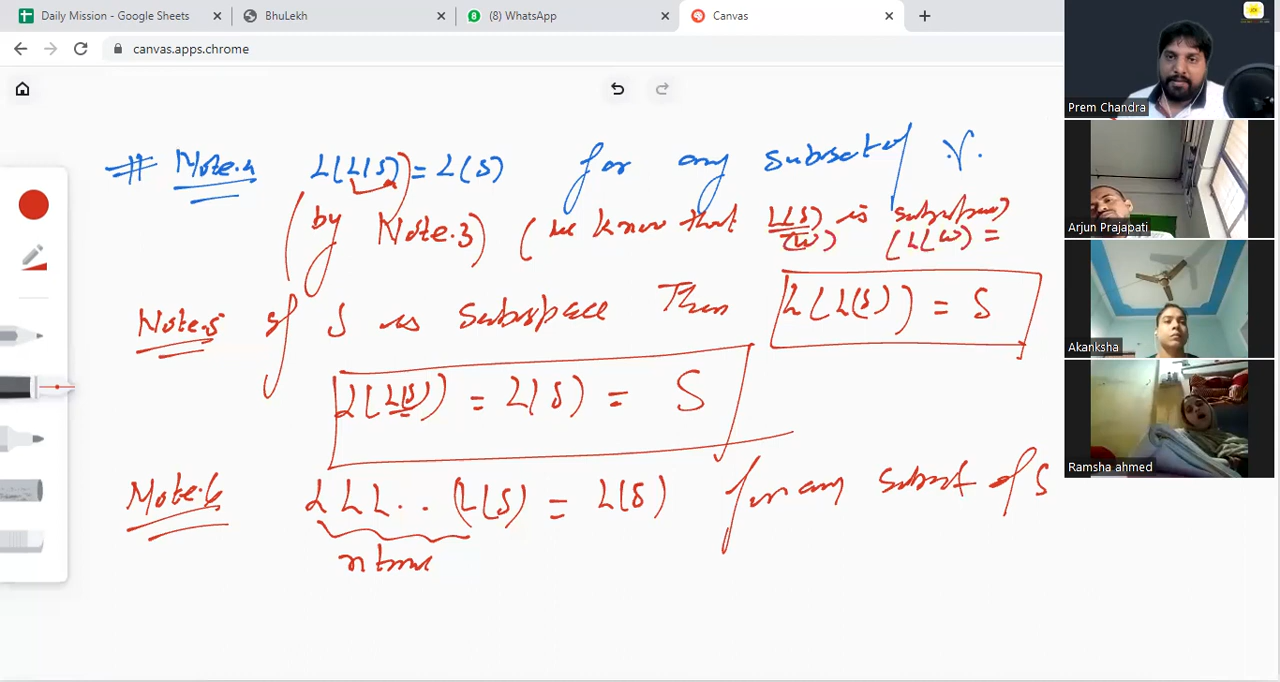 Daily Mission - Google Sheets
BhuLekh
(8) WhatsApp
Canvas
canvas.apps.chrome
# Note.4 L(L(S)) = L(S) for any subset of V.
(by Note.3) (we know that L(S) is subspace)
(W) (L(W) =
Note.5 if S is subspace Then L(L(S)) = S
L(L(S)) = L(S) = S
Note.6 L L L . . (L(S) = L(S) for any subset of S
n time
Prem Chandra
Arjun Prajapati
Akanksha
Ramsha ahmed